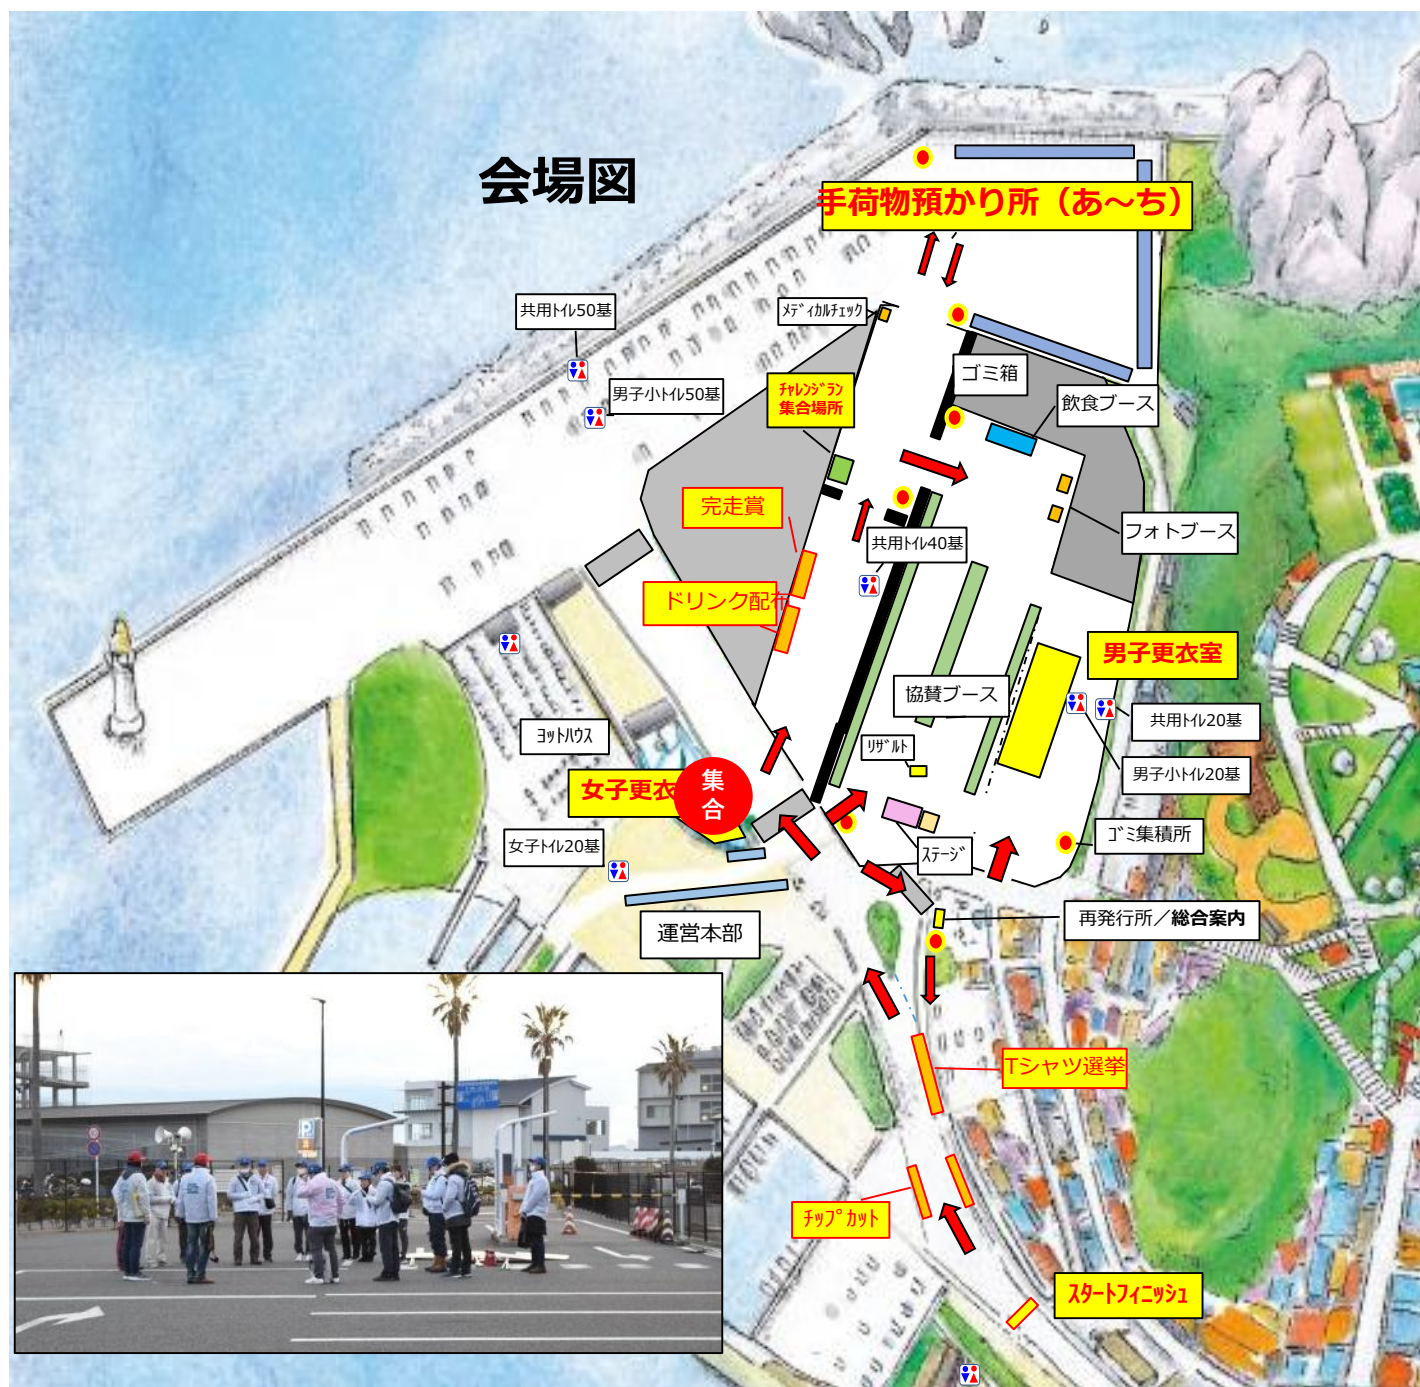 会場図
手荷物預かり所（あ～ち）
共用ﾄｲﾚ50基
ﾒﾃﾞｨｶﾙﾁｪｯｸ
男子小ﾄｲﾚ50基
ﾁｬﾚﾝｼﾞﾗﾝ
集合場所
ゴミ箱
飲食ブース
完走賞
共用ﾄｲﾚ40基
フォトブース
ドリンク配布
男子更衣室
協賛ブース
共用ﾄｲﾚ20基
ﾖｯﾄﾊｳｽ
ﾘｻﾞﾙﾄ
男子小ﾄｲﾚ20基
女子更衣
集
合
女子ﾄｲﾚ20基
ｽﾃｰｼﾞ
ｺﾞﾐ集積所
運営本部
再発行所／総合案内
Tシャツ選挙
ﾁｯﾌﾟｶｯﾄ
ｽﾀｰﾄﾌｨﾆｯｼｭ
P